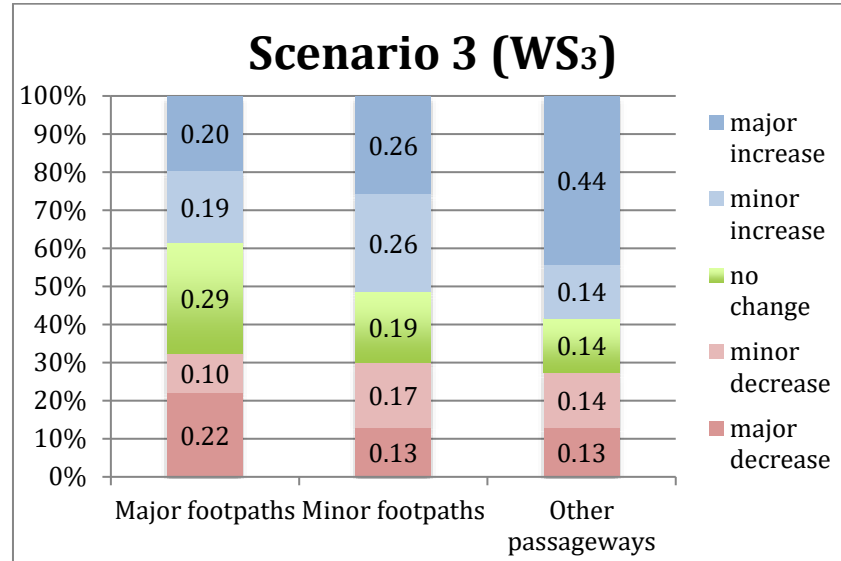 Scenario 3 (WS3)
100%
90%
80%
70%
60%
50%
40%
30%
20%
10%
0%
0.20
0.19
0.29
0.10
0.22
0.26
0.26
0.19
0.17
0.13
0.44
0.14
0.14
0.14
0.13
Major footpaths
Minor footpaths
Other
passageways
major
increase
minor
increase
no
change
minor
decrease
major
decrease